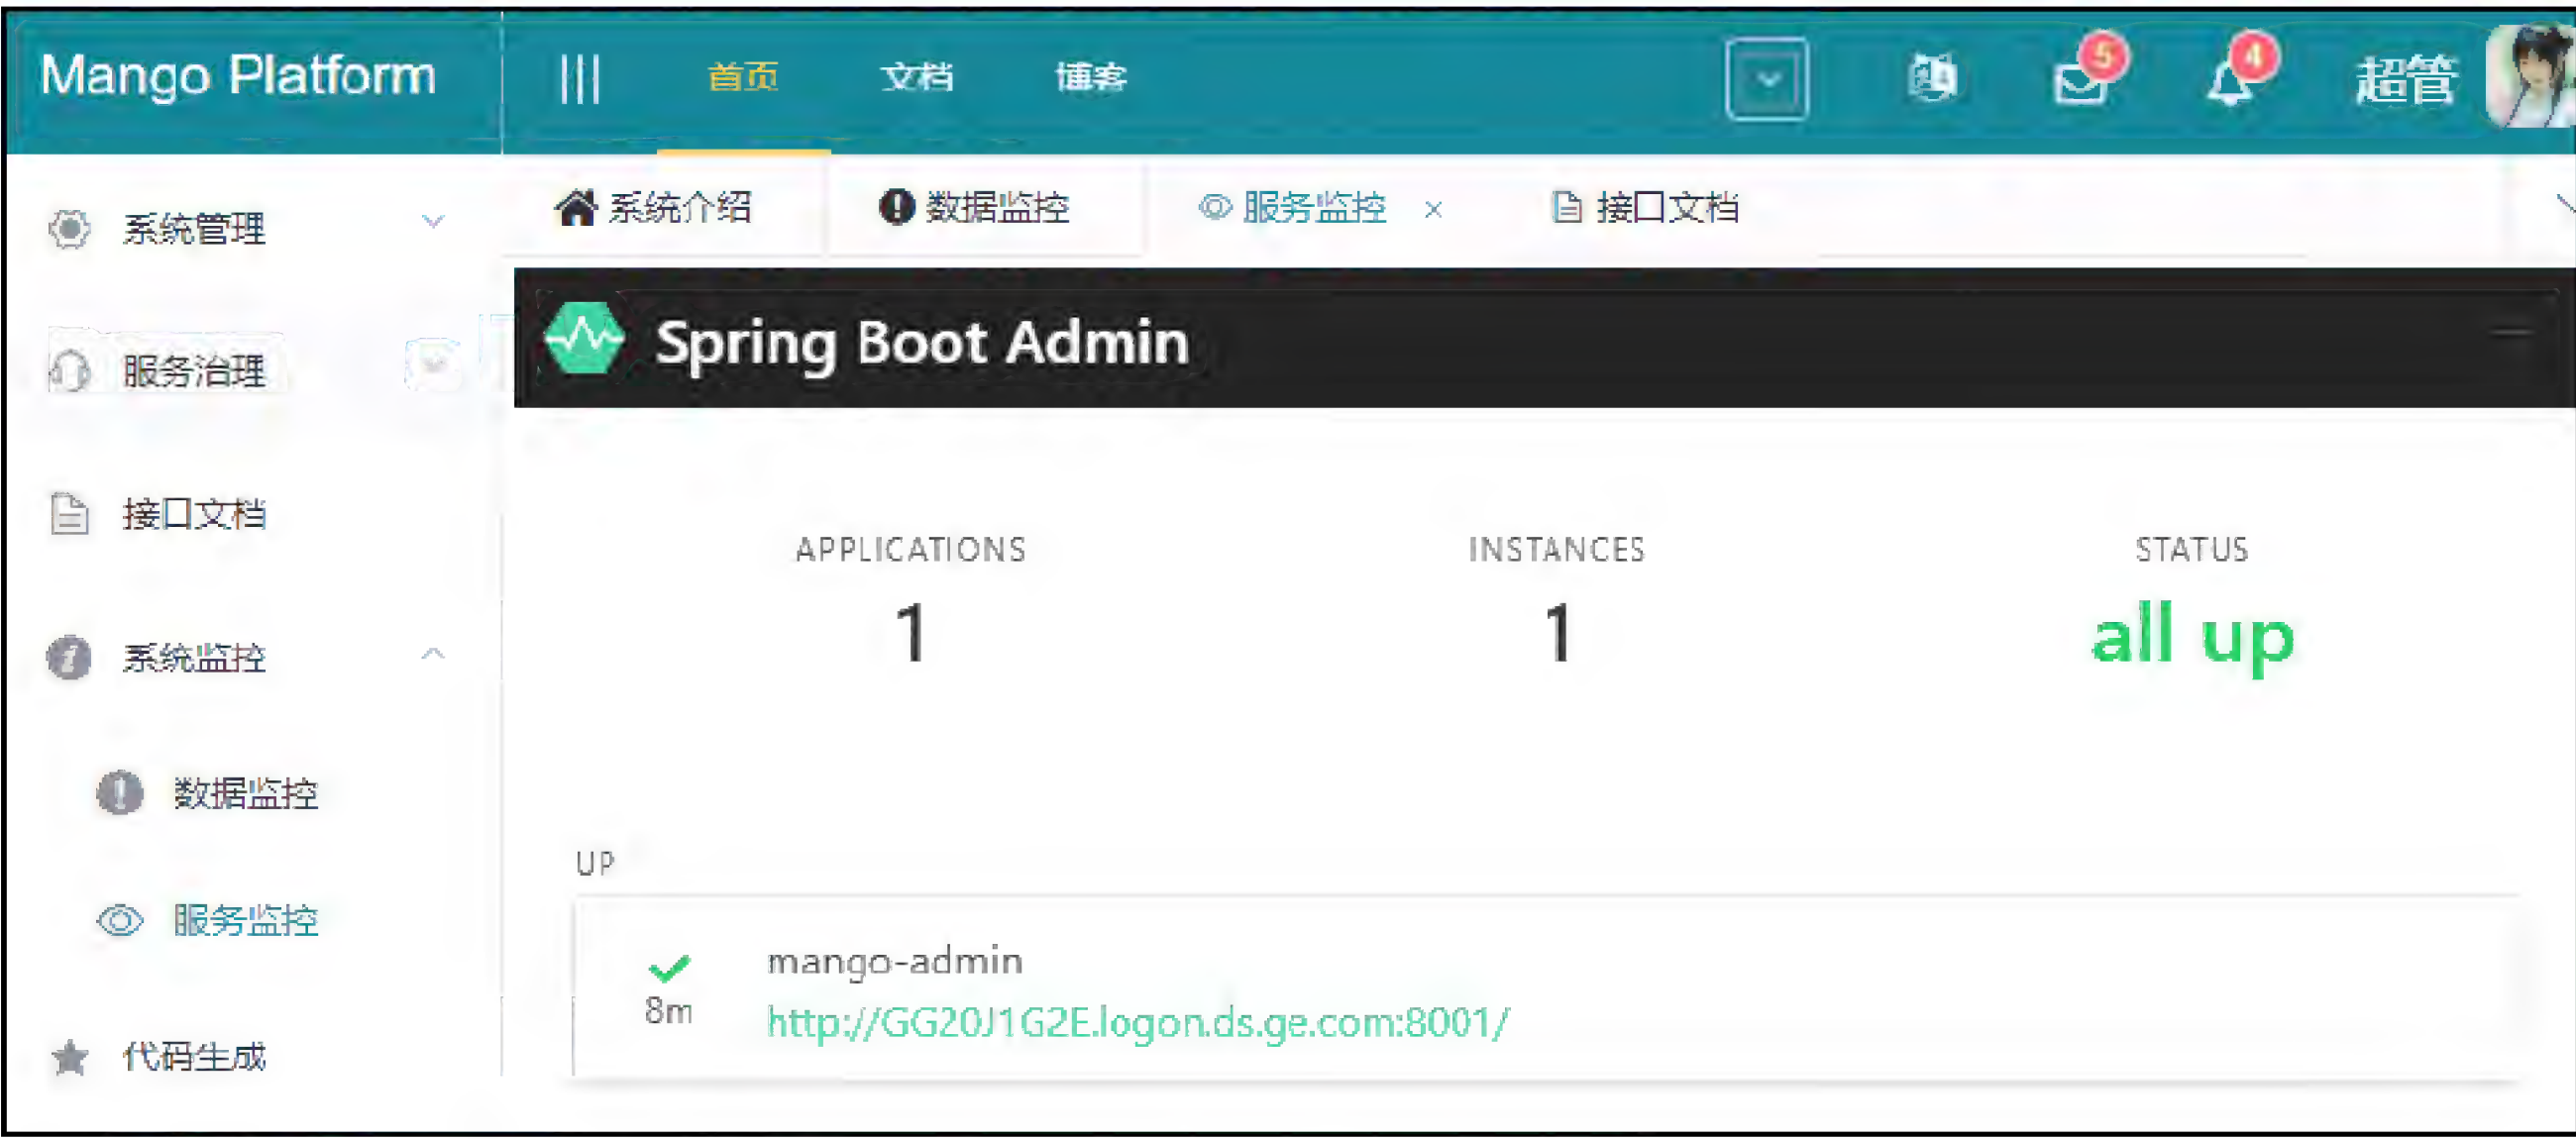 Mango Platform
首页 文档 博客
5 4 超管
系统介绍 数据监控 服务监控 × 接口文档
系统管理
服务治理
接口文档
系统监控
数据监控
服务监控
代码生成
Spring Boot Admin
APPLICATIONS INSTANCES STATUS
1 1 all up
UP
mango-admin
8m
http://GG20J1G2E.logon.ds.ge.com:8001/